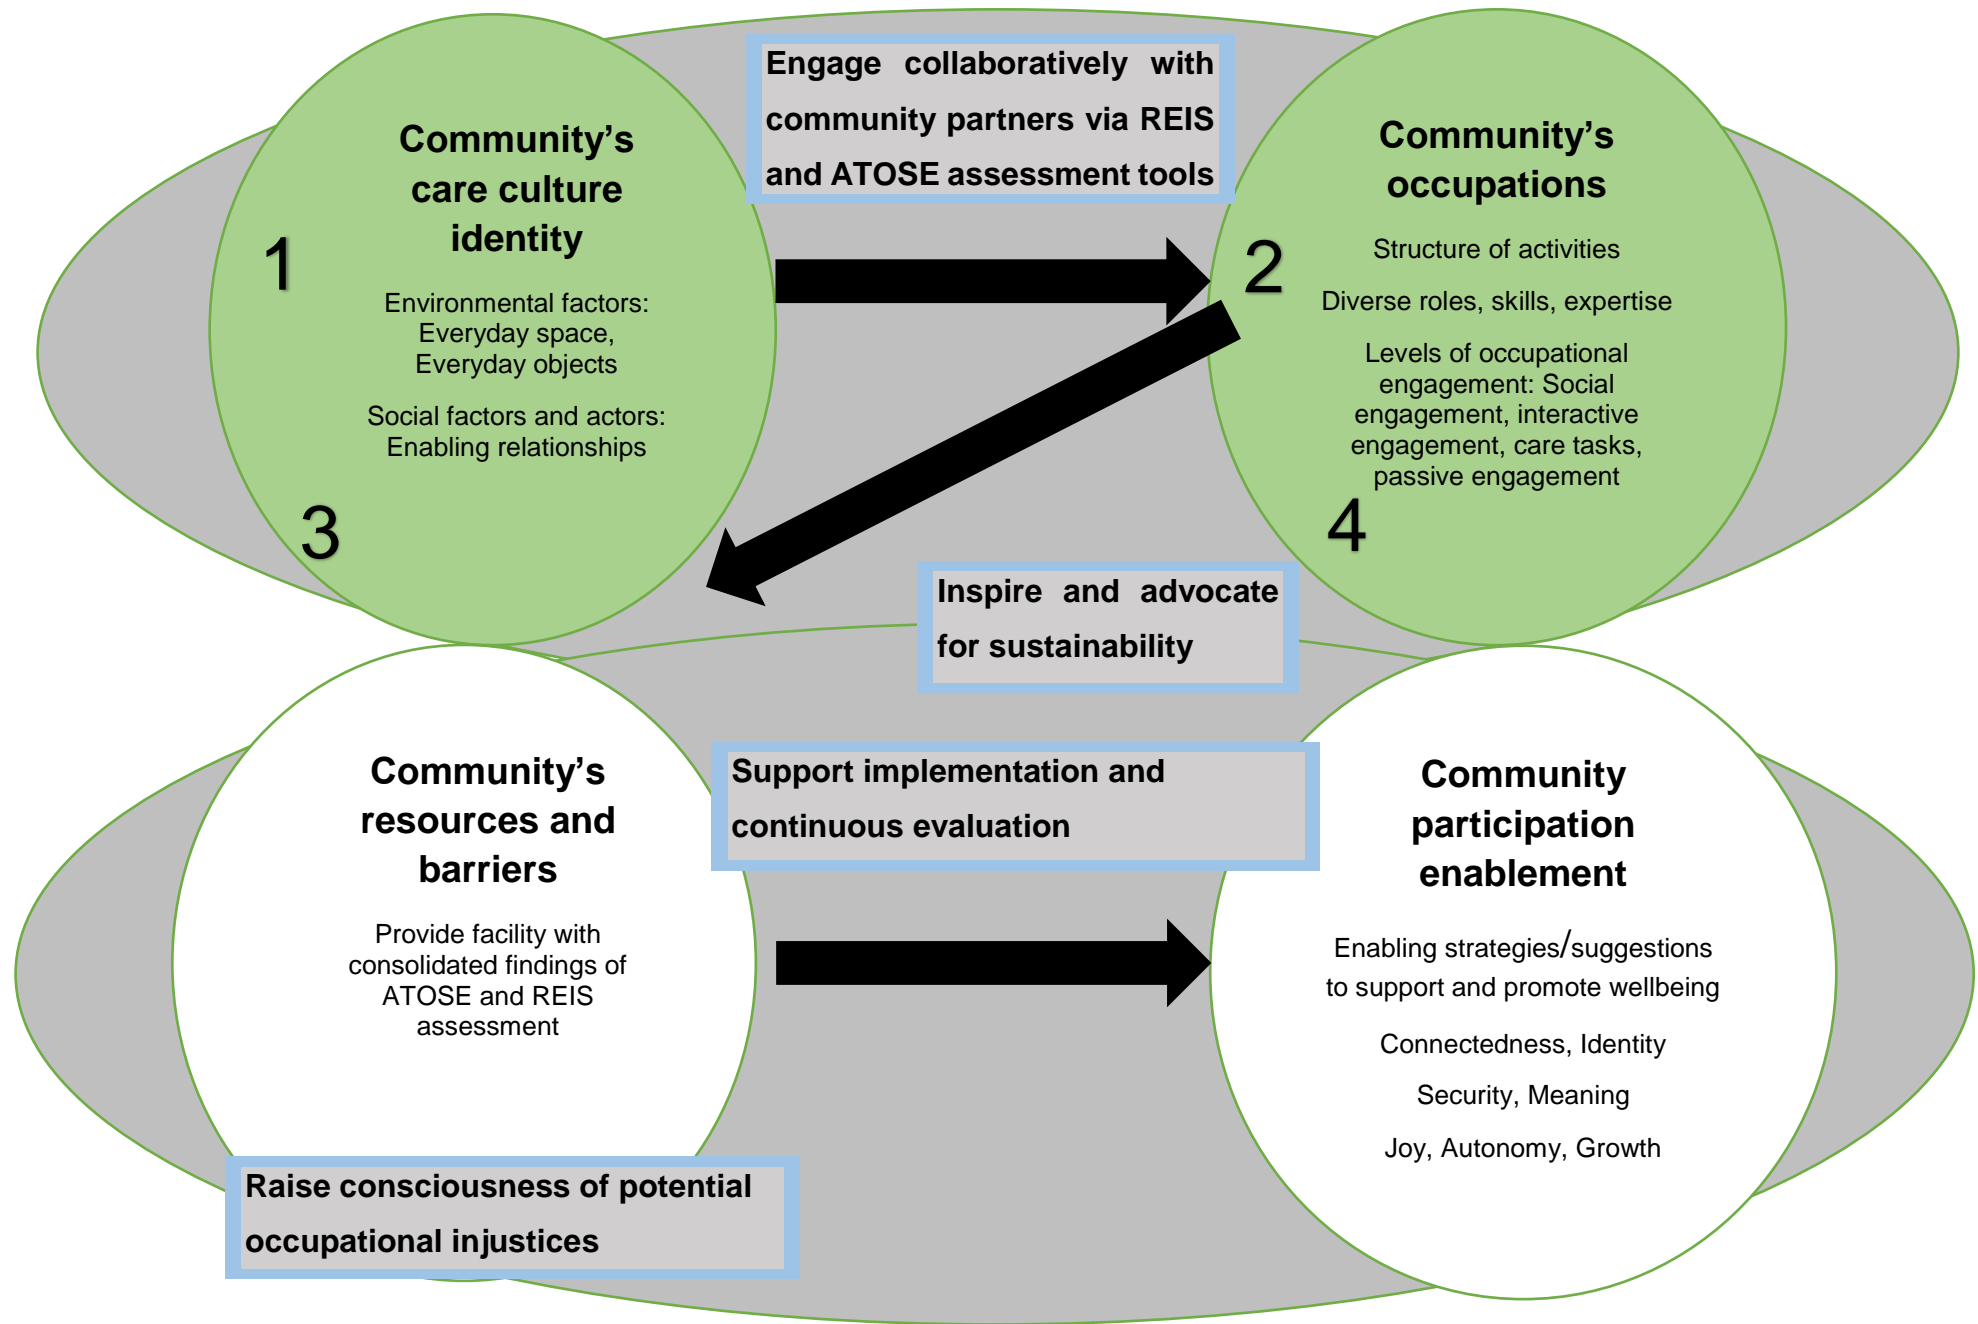 Engage collaboratively with
community partners via REIS
and ATOSE assessment tools
1
Community’s
care culture
identity
Environmental factors:
Everyday space,
Everyday objects
Social factors and actors:
Enabling relationships
2
Community’s
occupations
Structure of activities
Diverse roles, skills, expertise
Levels of occupational
engagement: Social
engagement, interactive
engagement, care tasks,
passive engagement
3
4
Inspire and advocate
for sustainability
Community’s
resources and
barriers
Provide facility with
consolidated findings of
ATOSE and REIS
assessment
Support implementation and
continuous evaluation
Community
participation
enablement
Enabling strategies/suggestions
to support and promote wellbeing
Connectedness, Identity
Security, Meaning
Joy, Autonomy, Growth
Raise consciousness of potential
occupational injustices